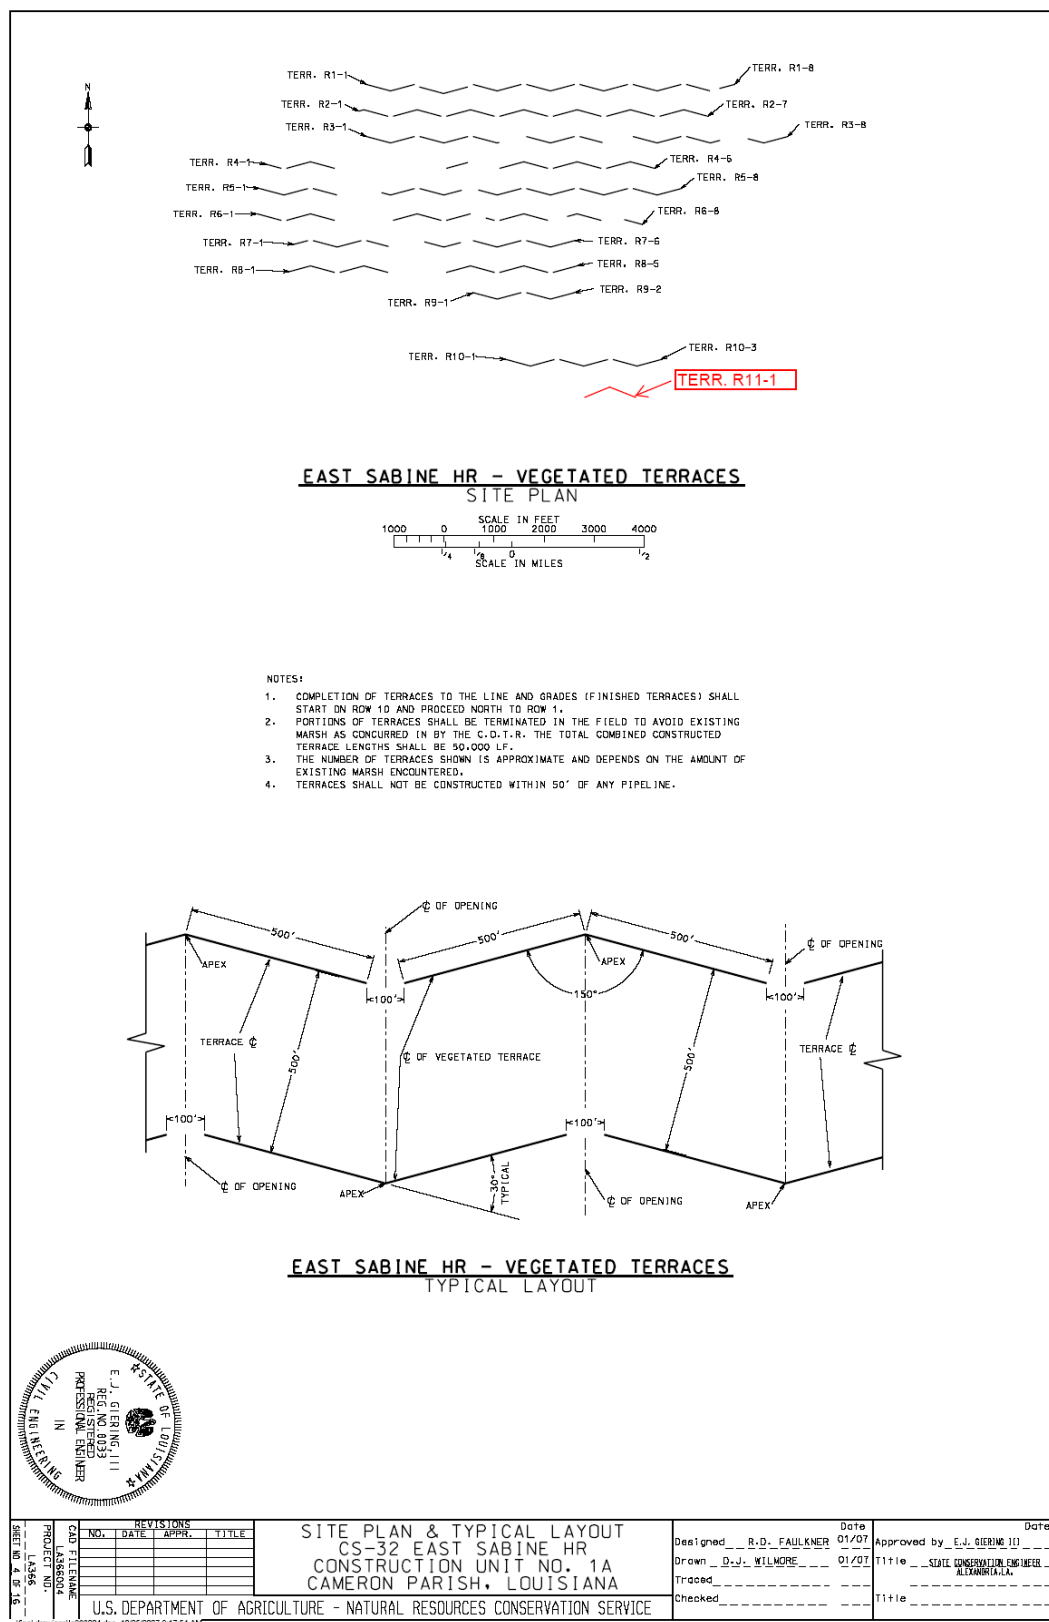 N
TERR. R1-1
TERR. R1-8
TERR. R2-1
TERR. R2-7
TERR. R3-1
TERR. R3-8
TERR. R4-1
TERR. R4-6
TERR. R5-1
TERR. R5-8
TERR. R6-1
TERR. R6-8
TERR. R7-1
TERR. R7-6
TERR. R8-1
TERR. R8-5
TERR. R9-1
TERR. R9-2
TERR. R10-1
TERR. R10-3
TERR. R11-1
EAST SABINE HR - VEGETATED TERRACES
SITE PLAN
SCALE IN FEET
1000 0 1000 2000 3000 4000
1/4 1/8 0 1/2
SCALE IN MILES
NOTES:
1. COMPLETION OF TERRACES TO THE LINE AND GRADES (FINISHED TERRACES) SHALL
START ON ROW 10 AND PROCEED NORTH TO ROW 1.
2. PORTIONS OF TERRACES SHALL BE TERMINATED IN THE FIELD TO AVOID EXISTING
MARSH AS CONCURRED IN BY THE C.O.T.R. THE TOTAL COMBINED CONSTRUCTED
TERRACE LENGTHS SHALL BE 50,000 LF.
3. THE NUMBER OF TERRACES SHOWN IS APPROXIMATE AND DEPENDS ON THE AMOUNT OF
EXISTING MARSH ENCOUNTERED.
4. TERRACES SHALL NOT BE CONSTRUCTED WITHIN 50' OF ANY PIPELINE.
℄ OF OPENING
500'
500'
500'
℄ OF OPENING
APEX
APEX
100'
150°
100'
TERRACE ℄
500'
℄ OF VEGETATED TERRACE
500'
TERRACE ℄
100'
100'
℄ OF OPENING
APEX
30°
TYPICAL
℄ OF OPENING
APEX
EAST SABINE HR - VEGETATED TERRACES
TYPICAL LAYOUT
STATE OF LOUISIANA
E.J. GIERING, III
REG. NO. 8033
REGISTERED
PROFESSIONAL ENGINEER
IN
CIVIL ENGINEERING
SHEET NO. 4 OF 16
LA366
PROJECT NO.
LA366004
CAD FILENAME
REVISIONS
NO. DATE APPR. TITLE
SITE PLAN & TYPICAL LAYOUT
CS-32 EAST SABINE HR
CONSTRUCTION UNIT NO. 1A
CAMERON PARISH, LOUISIANA
U.S. DEPARTMENT OF AGRICULTURE - NATURAL RESOURCES CONSERVATION SERVICE
Date
Designed R.D. FAULKNER 01/07
Drawn D.J. WILMORE 01/07
Traced
Checked
Date
Approved by E.J. GIERING III
Title STATE CONSERVATION ENGINEER
ALEXANDRIA, LA.
Title